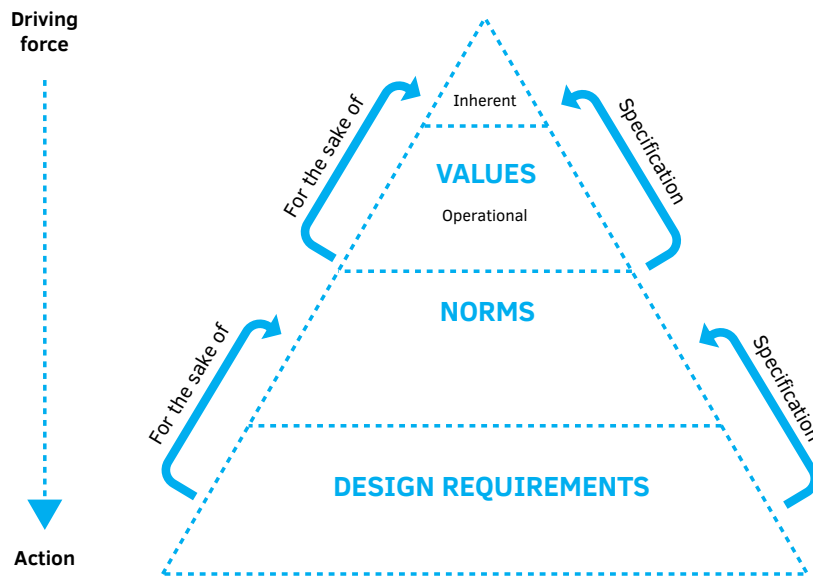 Driving
force
Inherent
For the sake of
Specification
VALUES
Operational
NORMS
For the sake of
Specification
DESIGN REQUIREMENTS
Action